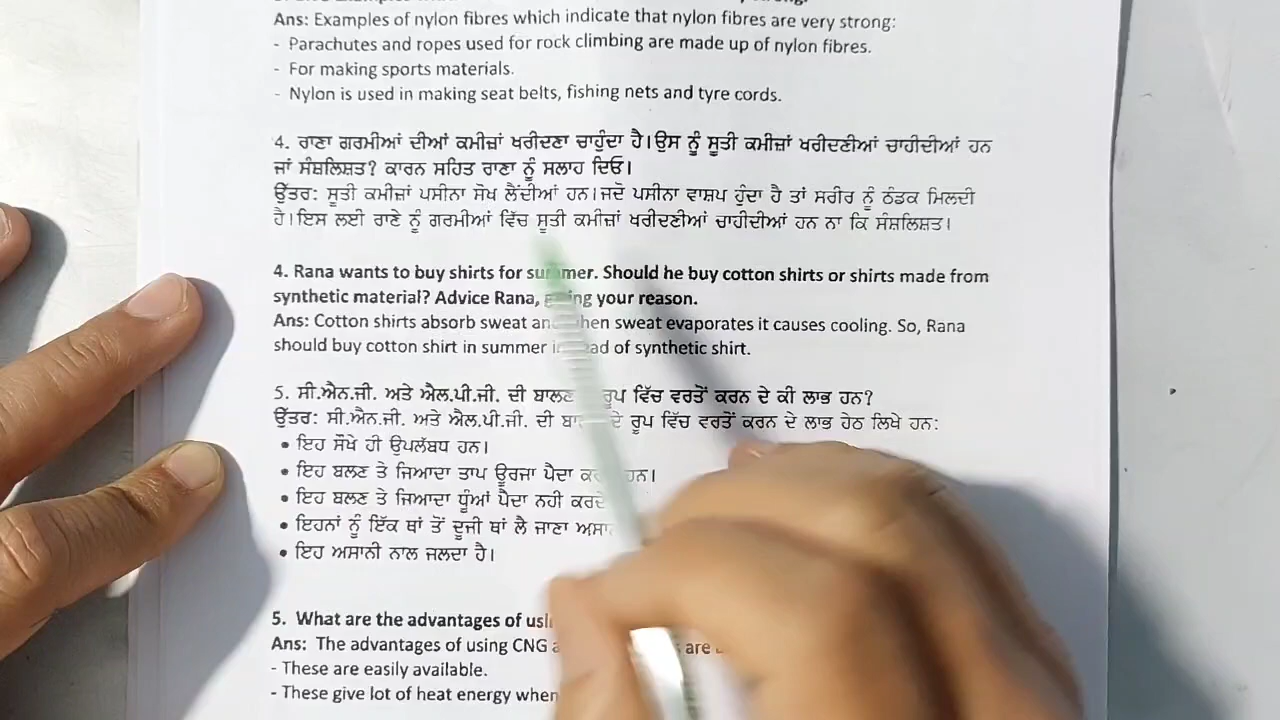 Ans: Examples of nylon fibres which indicate that nylon fibres are very strong:
- Parachutes and ropes used for rock climbing are made up of nylon fibres.
- For making sports materials.
- Nylon is used in making seat belts, fishing nets and tyre cords.
4. ਰਾਣਾ ਗਰਮੀਆਂ ਦੀਆਂ ਕਮੀਜ਼ਾਂ ਖਰੀਦਣਾ ਚਾਹੁੰਦਾ ਹੈ।ਉਸ ਨੂੰ ਸੂਤੀ ਕਮੀਜ਼ਾਂ ਖਰੀਦਣੀਆਂ ਚਾਹੀਦੀਆਂ ਹਨ
ਜਾਂ ਸੰਸ਼ਲਿਸ਼ਤ? ਕਾਰਨ ਸਹਿਤ ਰਾਣਾ ਨੂੰ ਸਲਾਹ ਦਿਓ।
ਉੱਤਰ: ਸੂਤੀ ਕਮੀਜ਼ਾਂ ਪਸੀਨਾ ਸੋਖ ਲੈਂਦੀਆਂ ਹਨ।ਜਦੋ ਪਸੀਨਾ ਵਾਸ਼ਪ ਹੁੰਦਾ ਹੈ ਤਾਂ ਸਰੀਰ ਨੂੰ ਠੰਡਕ ਮਿਲਦੀ
ਹੈ।ਇਸ ਲਈ ਰਾਣੇ ਨੂੰ ਗਰਮੀਆਂ ਵਿੱਚ ਸੂਤੀ ਕਮੀਜ਼ਾਂ ਖਰੀਦਣੀਆਂ ਚਾਹੀਦੀਆਂ ਹਨ ਨਾ ਕਿ ਸੰਸ਼ਲਿਸ਼ਤ।
4. Rana wants to buy shirts for summer. Should he buy cotton shirts or shirts made from
synthetic material? Advice Rana, your reason.
Ans: Cotton shirts absorb sweat sweat evaporates it causes cooling. So, Rana
should buy cotton shirt in summer of synthetic shirt.
5. ਸੀ.ਐਨ.ਜੀ. ਅਤੇ ਐਲ.ਪੀ.ਜੀ. ਦੀ ਰੂਪ ਵਿੱਚ ਵਰਤੋਂ ਕਰਨ ਦੇ ਕੀ ਲਾਭ ਹਨ?
ਉੱਤਰ: ਸੀ.ਐਨ.ਜੀ. ਅਤੇ ਐਲ.ਪੀ.ਜੀ. ਦੀ ਦੇ ਰੂਪ ਵਿੱਚ ਵਰਤੋਂ ਕਰਨ ਦੇ ਲਾਭ ਹੇਠ ਲਿਖੇ ਹਨ:
• ਇਹ ਸੌਖੇ ਹੀ ਉਪਲੱਬਧ ਹਨ।
• ਇਹ ਬਲਣ ਤੇ ਜਿਆਦਾ ਤਾਪ ਊਰਜਾ ਪੈਦਾ ਹਨ।
• ਇਹ ਬਲਣ ਤੇ ਜਿਆਦਾ ਧੂੰਆਂ ਪੈਦਾ ਨਹੀ ਕਰਦੇ
• ਇਹਨਾਂ ਨੂੰ ਇੱਕ ਥਾਂ ਤੋਂ ਦੂਜੀ ਥਾਂ ਲੈ ਜਾਣਾ
• ਇਹ ਅਸਾਨੀ ਨਾਲ ਜਲਦਾ ਹੈ।
5. What are the advantages of
Ans: The advantages of using CNG are
- These are easily available.
- These give lot of heat energy when